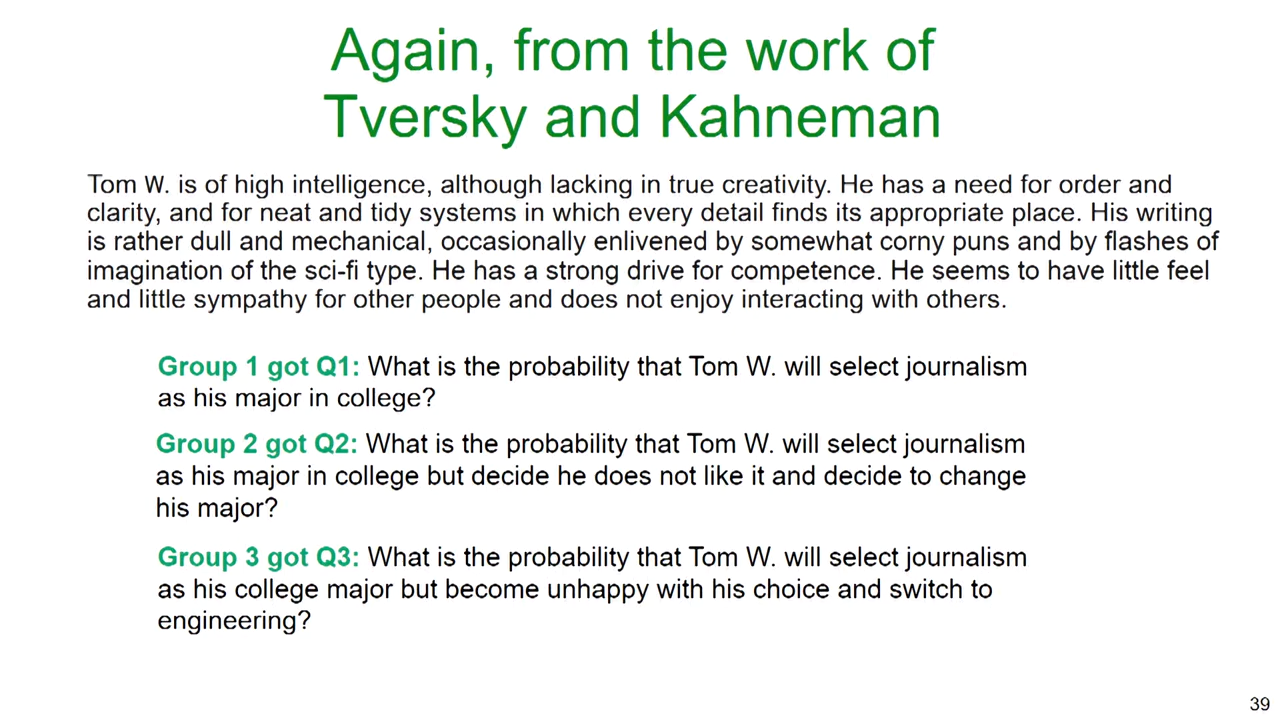 Again, from the work of
Tversky and Kahneman
Tom W. is of high intelligence, although lacking in true creativity. He has a need for order and
clarity, and for neat and tidy systems in which every detail finds its appropriate place. His writing
is rather dull and mechanical, occasionally enlivened by somewhat corny puns and by flashes of
imagination of the sci-fi type. He has a strong drive for competence. He seems to have little feel
and little sympathy for other people and does not enjoy interacting with others.
Group 1 got Q1: What is the probability that Tom W. will select journalism
as his major in college?
Group 2 got Q2: What is the probability that Tom W. will select journalism
as his major in college but decide he does not like it and decide to change
his major?
Group 3 got Q3: What is the probability that Tom W. will select journalism
as his college major but become unhappy with his choice and switch to
engineering?
39